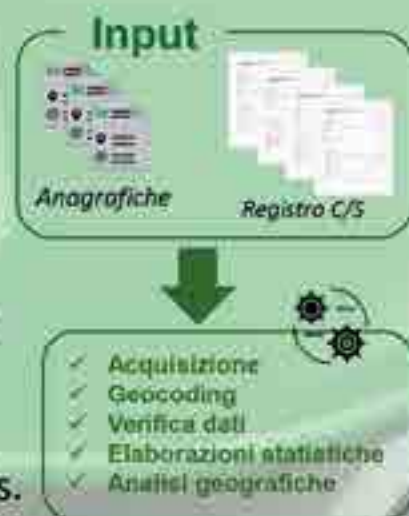 Input
Anagrafiche
Registro C/S
✓ Acquisizione
✓ Geocoding
✓ Verifica dati
✓ Elaborazioni statistiche
✓ Analisi geografiche
s.